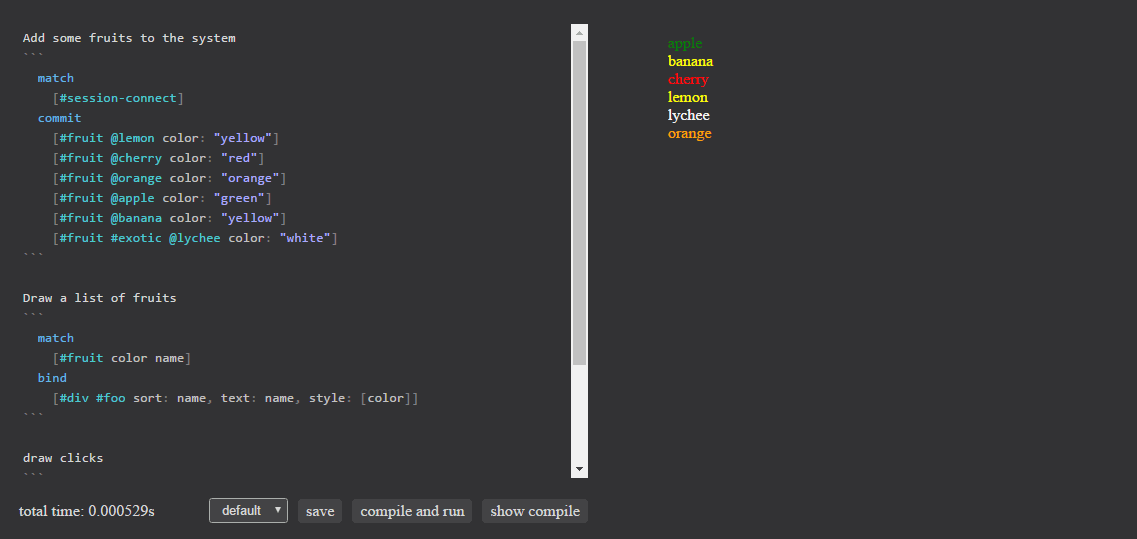 Add some fruits to the system
```
match
[#session-connect]
commit
[#fruit @lemon color: "yellow"]
[#fruit @cherry color: "red"]
[#fruit @orange color: "orange"]
[#fruit @apple color: "green"]
[#fruit @banana color: "yellow"]
[#fruit #exotic @lychee color: "white"]
```
Draw a list of fruits
```
match
[#fruit color name]
bind
[#div #foo sort: name, text: name, style: [color]]
```
draw clicks
```
total time: 0.000529s
default
save
compile and run
show compile
apple
banana
cherry
lemon
lychee
orange